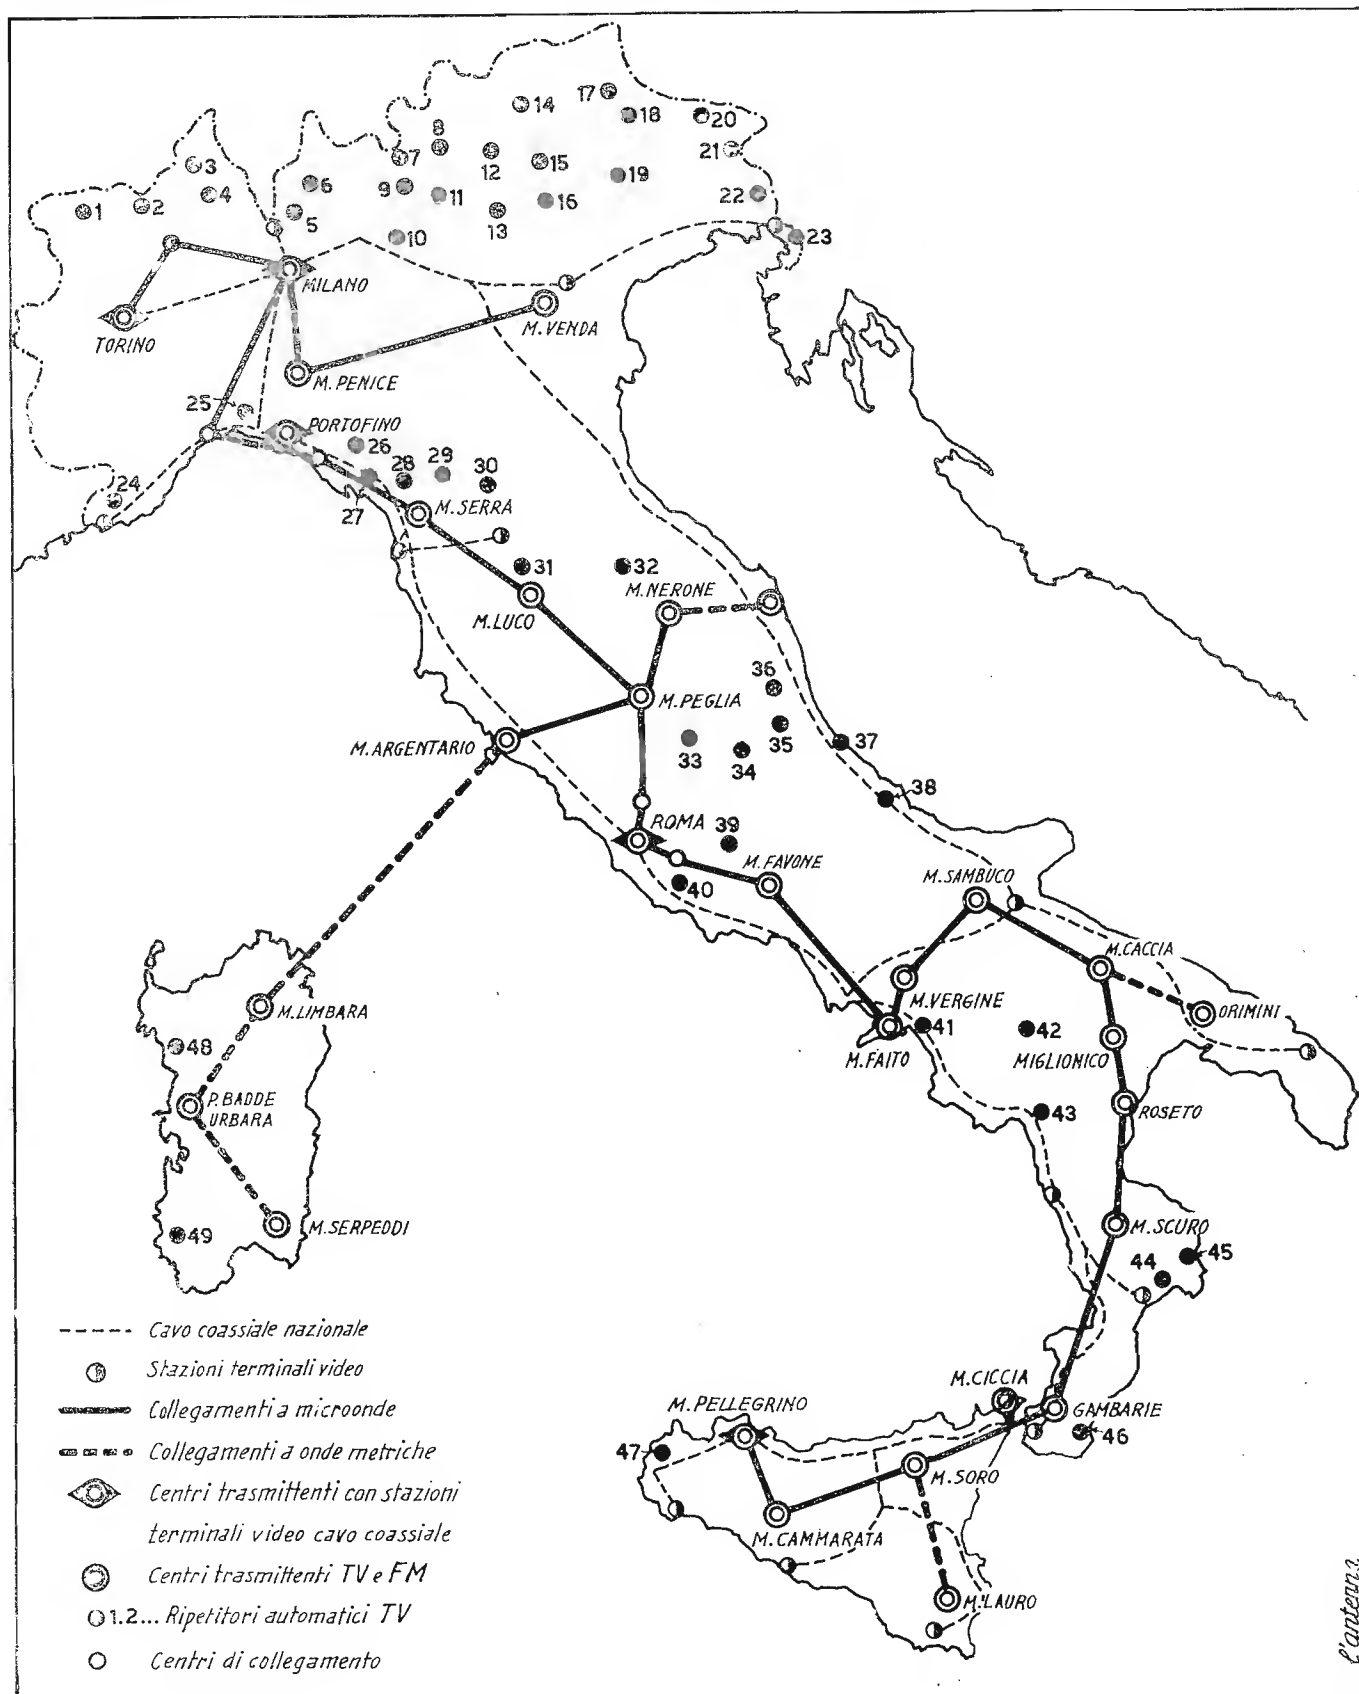 17
14
18
20
8
3
7
12
15
21
6
9
19
4
11
1
2
5
16
22
13
10
23
MILANO
M. VENDA
TORINO
M. PENICE
25
PORTOFINO
26
28
29
30
24
27
M. SERRA
31
32
M. NERONE
M. LUCO
36
M. PEGLIA
35
M. ARGENTARIO
33
34
37
38
ROMA
39
M. FAVONE
M. SAMBUCO
40
M. CACCIA
M. VERGINE
M. LIMBARA
ORIMINI
41
42
48
M. FAITO
MIGLIONICO
P. BADDE
URBARA
43
ROSETO
M. SERPEDDI
M. SCURO
49
44
45
Cavo coassiale nazionale
Stazioni terminali video
M. CICCIA
M. PELLEGRINO
Collegamenti a microonde
GAMBARIE
46
Collegamenti a onde metriche
47
M. SORO
Centri trasmittenti con stazioni
terminali video cavo coassiale
M. CAMMARATA
Centri trasmittenti TV e FM
M. LAURO
1.2... Ripetitori automatici TV
Centri di collegamento
l'antenna